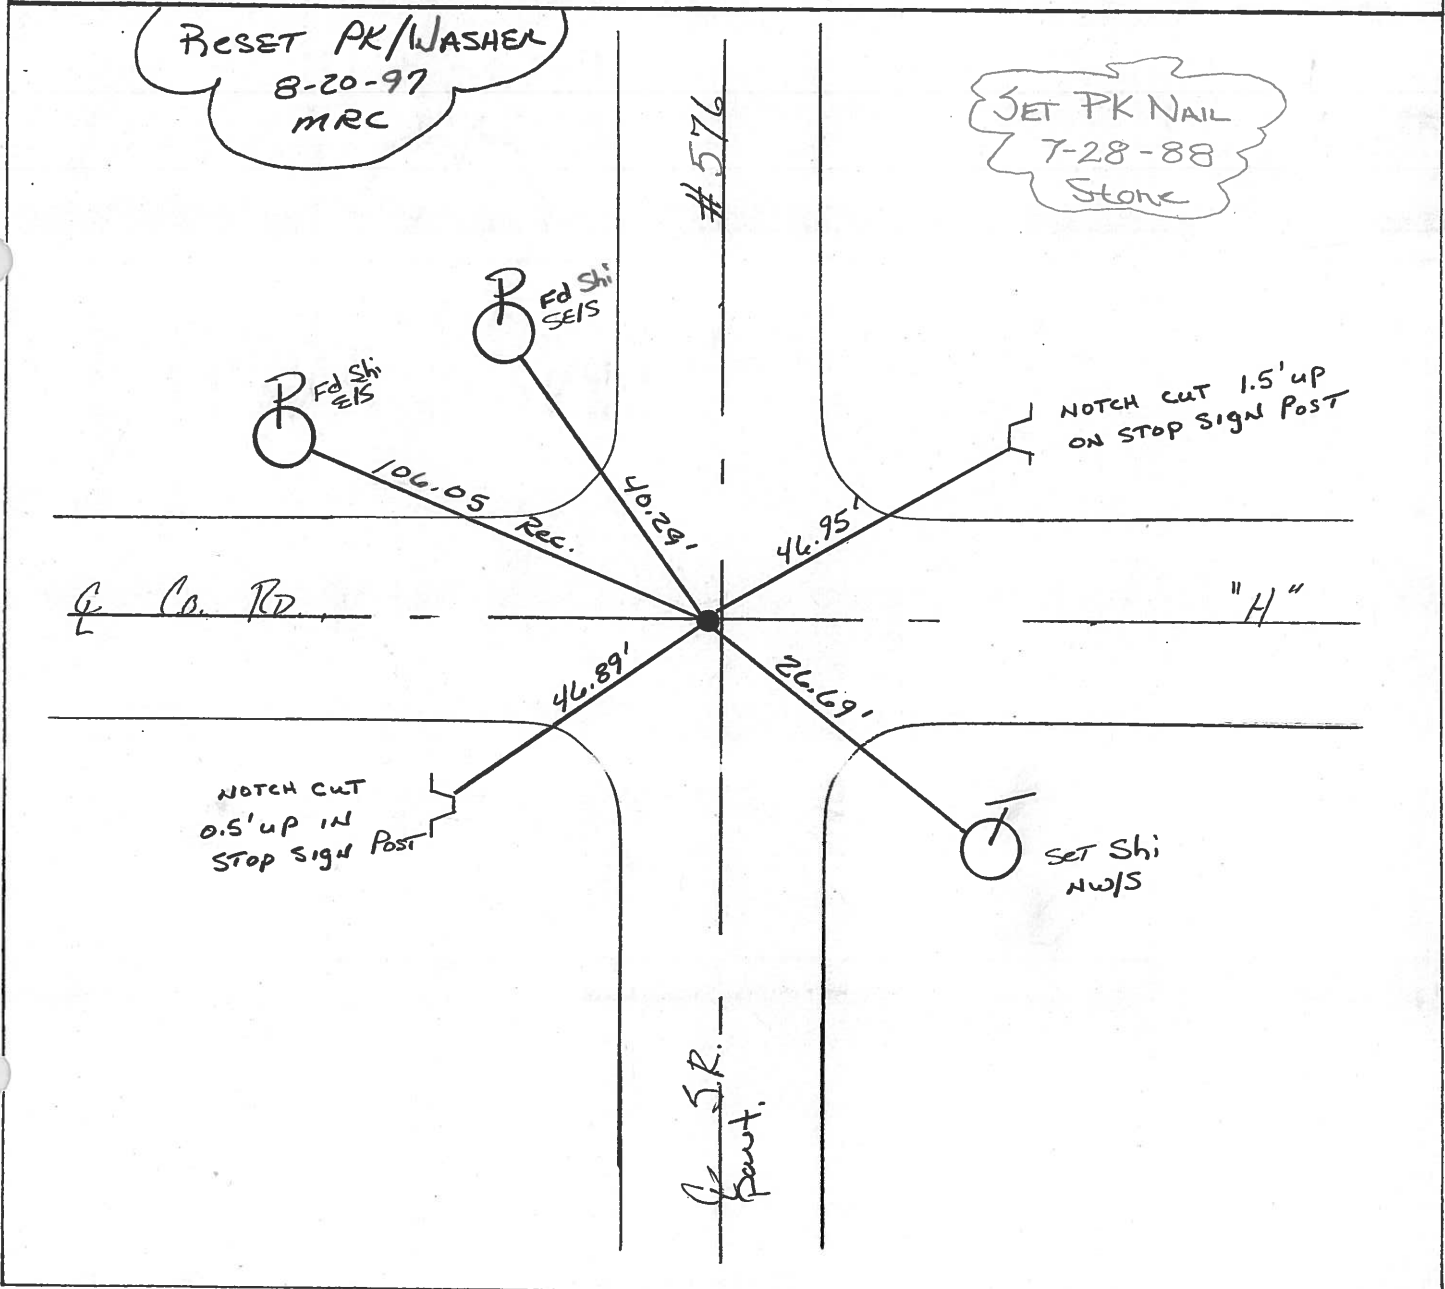 RESET PK/WASHER
8-20-97
MRC
SET PK NAIL
7-28-88
Stone
#576
P
Fd Shi
SE/S
P
Fd Shi
E/S
NOTCH CUT 1.5' UP
ON STOP SIGN POST
106.05 Rec.
40.29'
46.95'
℄ Co. RD.
"H"
46.89'
26.69'
NOTCH CUT
0.5' UP IN
STOP SIGN POST
T
SET Shi
NW/S
℄ S.R.
Pavt.